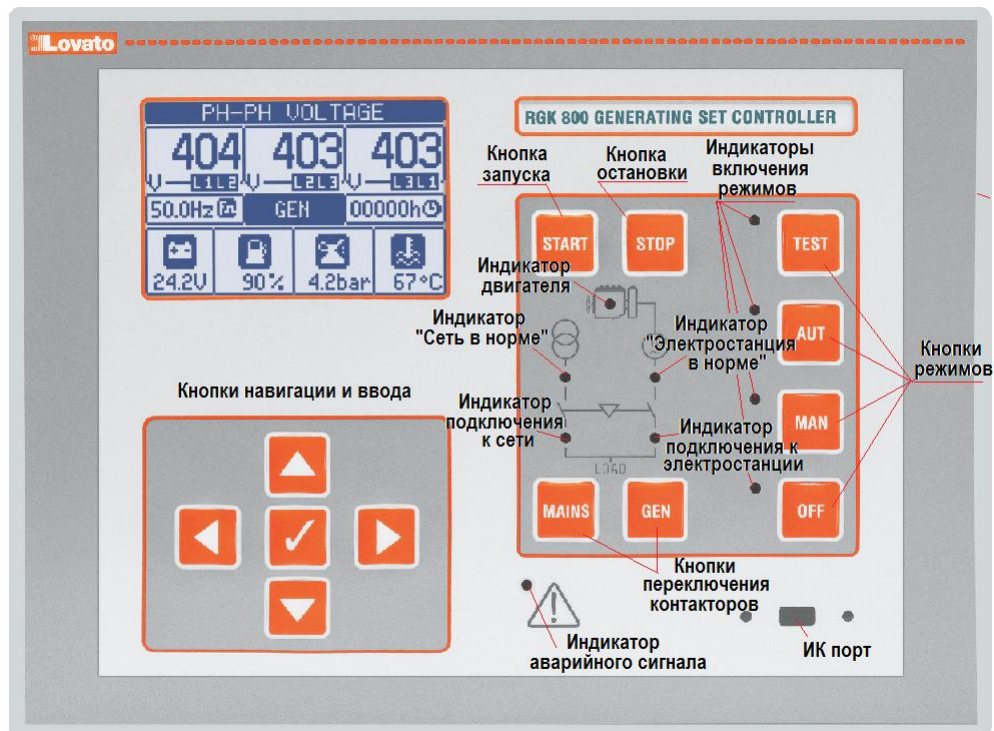 Lovato
PH-PH VOLTAGE
404 403 403
V L1L2 V L2L3 V L3L1
50.0Hz GEN 00000h
24.2V 90% 4.2bar 67°C
RGK 800 GENERATING SET CONTROLLER
Кнопка
запуска
Кнопка
остановки
Индикаторы
включения
режимов
START
STOP
TEST
Индикатор
двигателя
Индикатор
"Сеть в норме"
Индикатор
"Электростанция
в норме"
AUT
Кнопки
режимов
Кнопки навигации и ввода
Индикатор
подключения
к сети
Индикатор
подключения к
электростанции
MAN
LOAD
MAINS
GEN
OFF
Кнопки
переключения
контакторов
Индикатор
аварийного сигнала
ИК порт